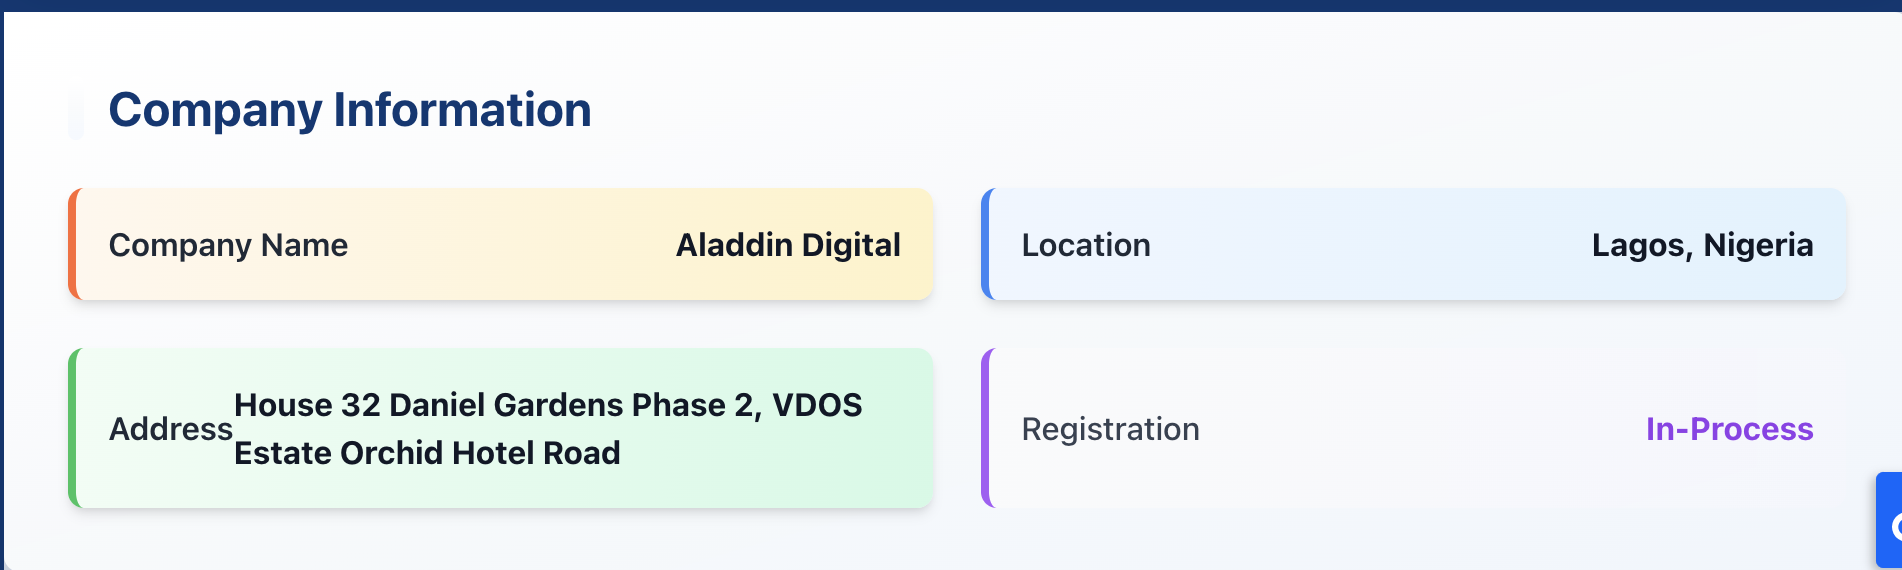 Company Information
Company Name
Aladdin Digital
Location
Lagos, Nigeria
Address
House 32 Daniel Gardens Phase 2, VDOS
Estate Orchid Hotel Road
Registration
In-Process